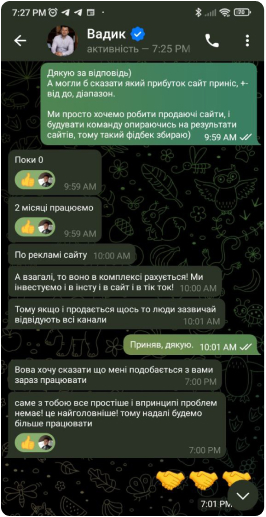 7:27 PM
70
Вадик
активність — 7:25 PM
Дякую за відповідь)
А могли б сказати який прибуток сайт приніс, +-
від до, діапазон.
Ми просто хочемо робити продаючі сайти, і
будувати команду опираючись на результати
сайтів, тому такий фідбек збираю)
9:59 AM
Поки 0
9:59 AM
2 місяці працюємо
9:59 AM
По рекламі сайту 10:00 AM
А взагалі, то воно в комплексі рахується! Ми
інвестуємо і в інсту і в сайт і в тік ток! 10:00 AM
Тому якщо і продається щось то люди зазвичай
відвідують всі канали 10:01 AM
Приняв, дякую. 10:01 AM
Вова хочу сказати що мені подобається з вами
зараз працювати 7:00 PM
саме з тобою все простіше і впринципі проблем
немає! це найголовніше! тому надалі будемо
більше працювати
7:00 PM
7:01 PM